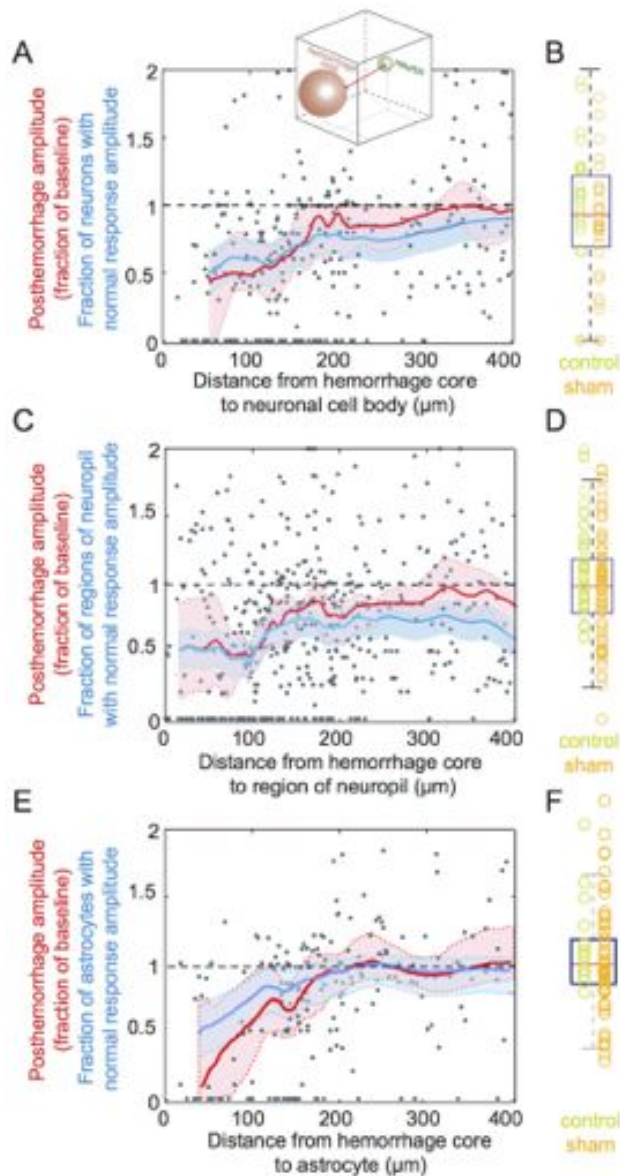 A
B
Posthemorrhage amplitude
(fraction of baseline)
Fraction of neurons with
normal response amplitude
2
1.5
1
0.5
0
0 100 200 300 400
Distance from hemorrhage core
to neuronal cell body (µm)
control
sham
C
D
Posthemorrhage amplitude
(fraction of baseline)
Fraction of regions of neuropil
with normal response amplitude
2
1.5
1
0.5
0
0 100 200 300 400
Distance from hemorrhage core
to region of neuropil (µm)
control
sham
E
F
Posthemorrhage amplitude
(fraction of baseline)
Fraction of astrocytes with
normal response amplitude
2
1.5
1
0.5
0
0 100 200 300 400
Distance from hemorrhage core
to astrocyte (µm)
control
sham